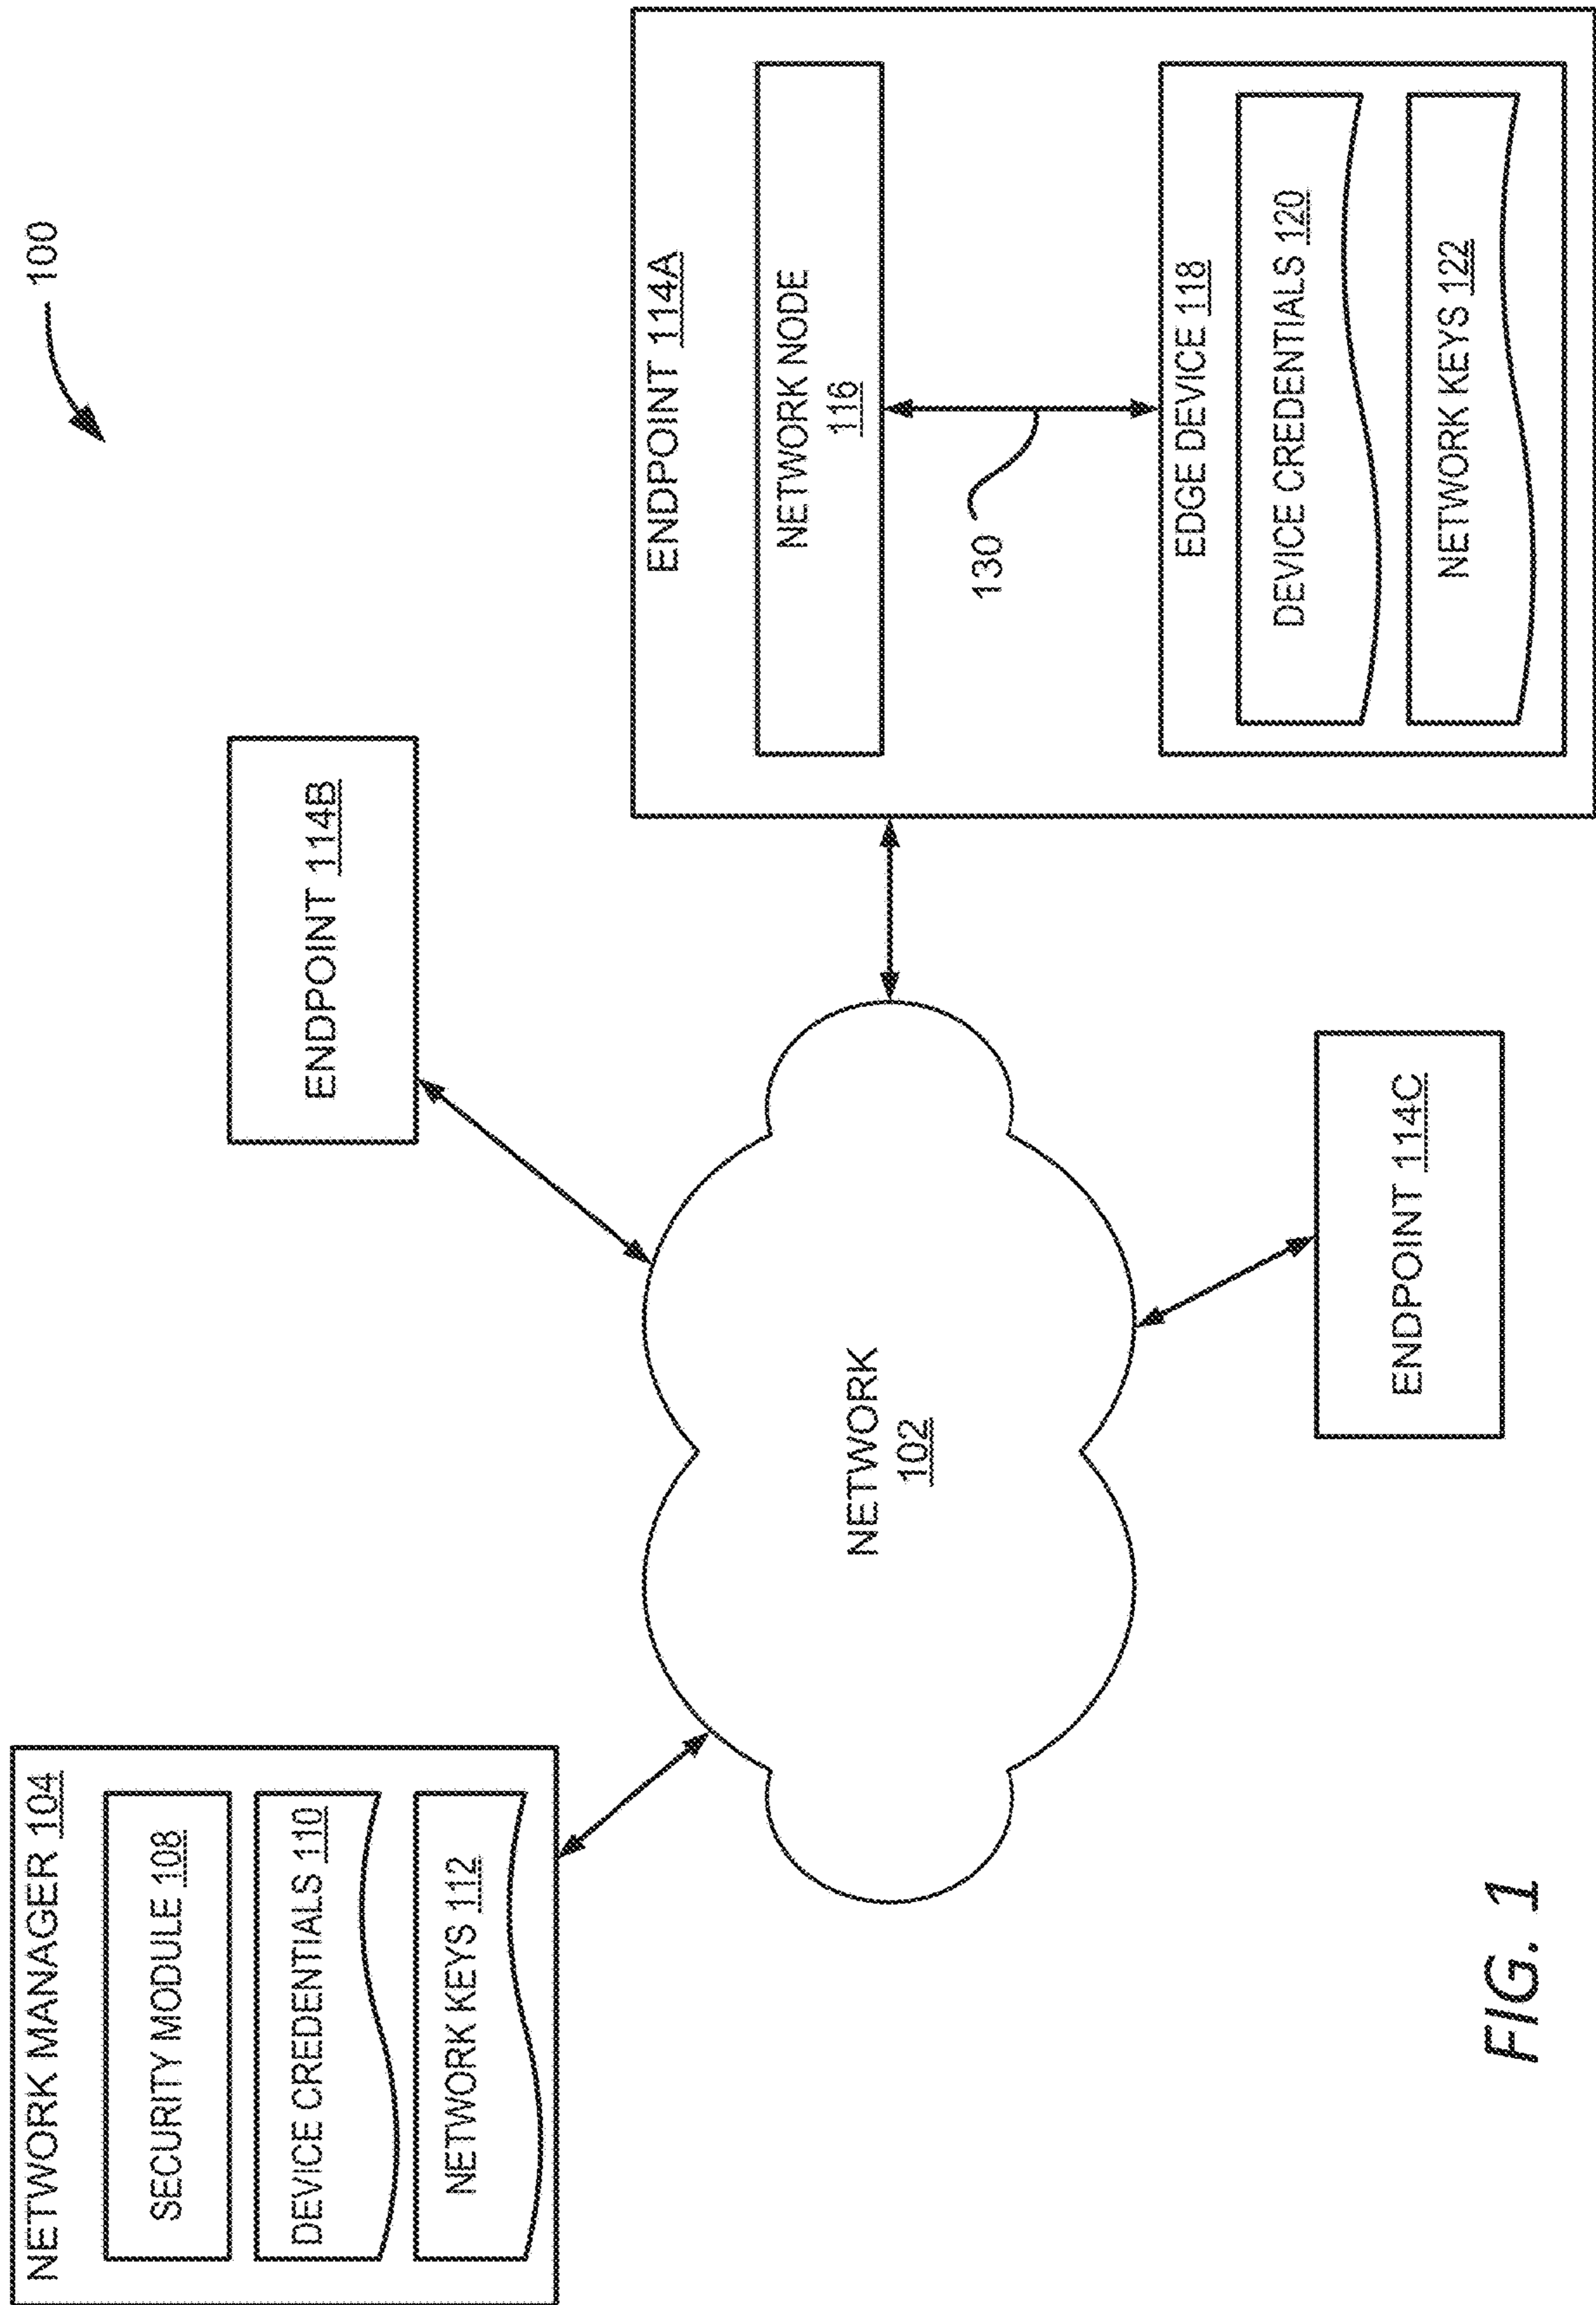 100
NETWORK MANAGER 104
SECURITY MODULE 108
DEVICE CREDENTIALS 110
NETWORK KEYS 112
ENDPOINT 114B
NETWORK
102
ENDPOINT 114C
ENDPOINT 114A
NETWORK NODE
116
130
EDGE DEVICE 118
DEVICE CREDENTIALS 120
NETWORK KEYS 122
FIG. 1